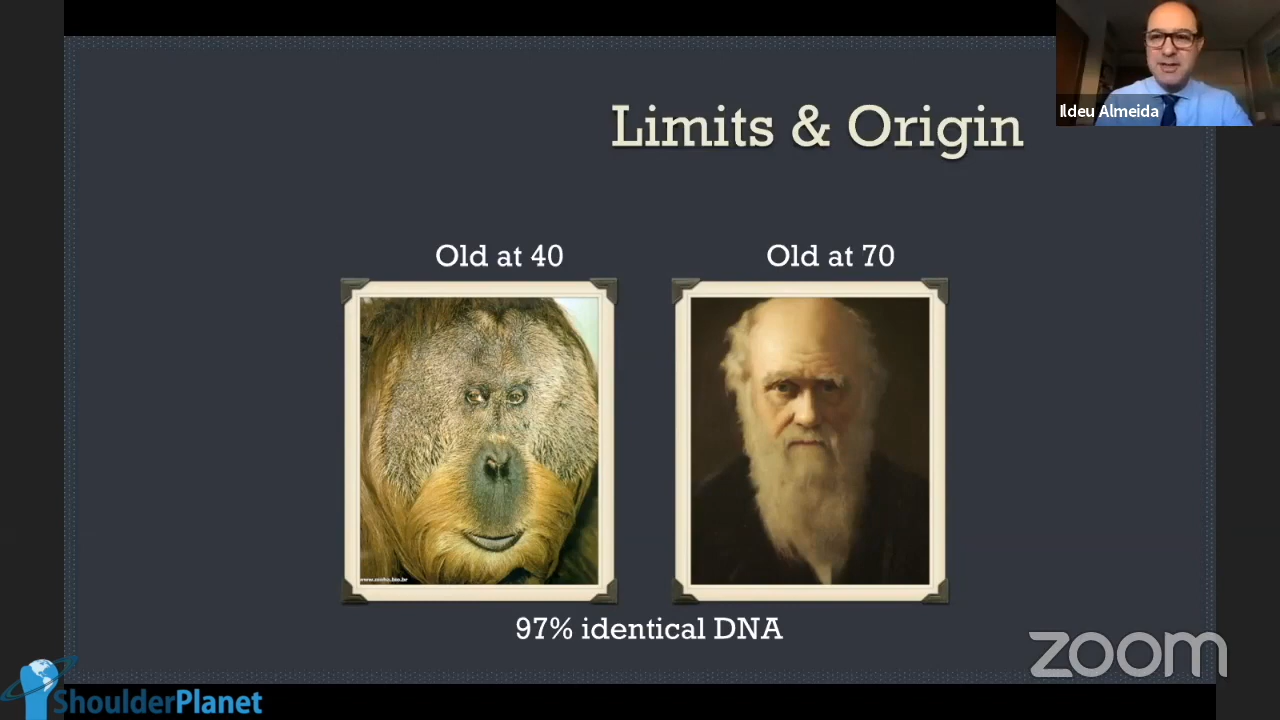 Ildeu Almeida
Limits & Origin
Old at 40
Old at 70
97% identical DNA
zoom
ShoulderPlanet